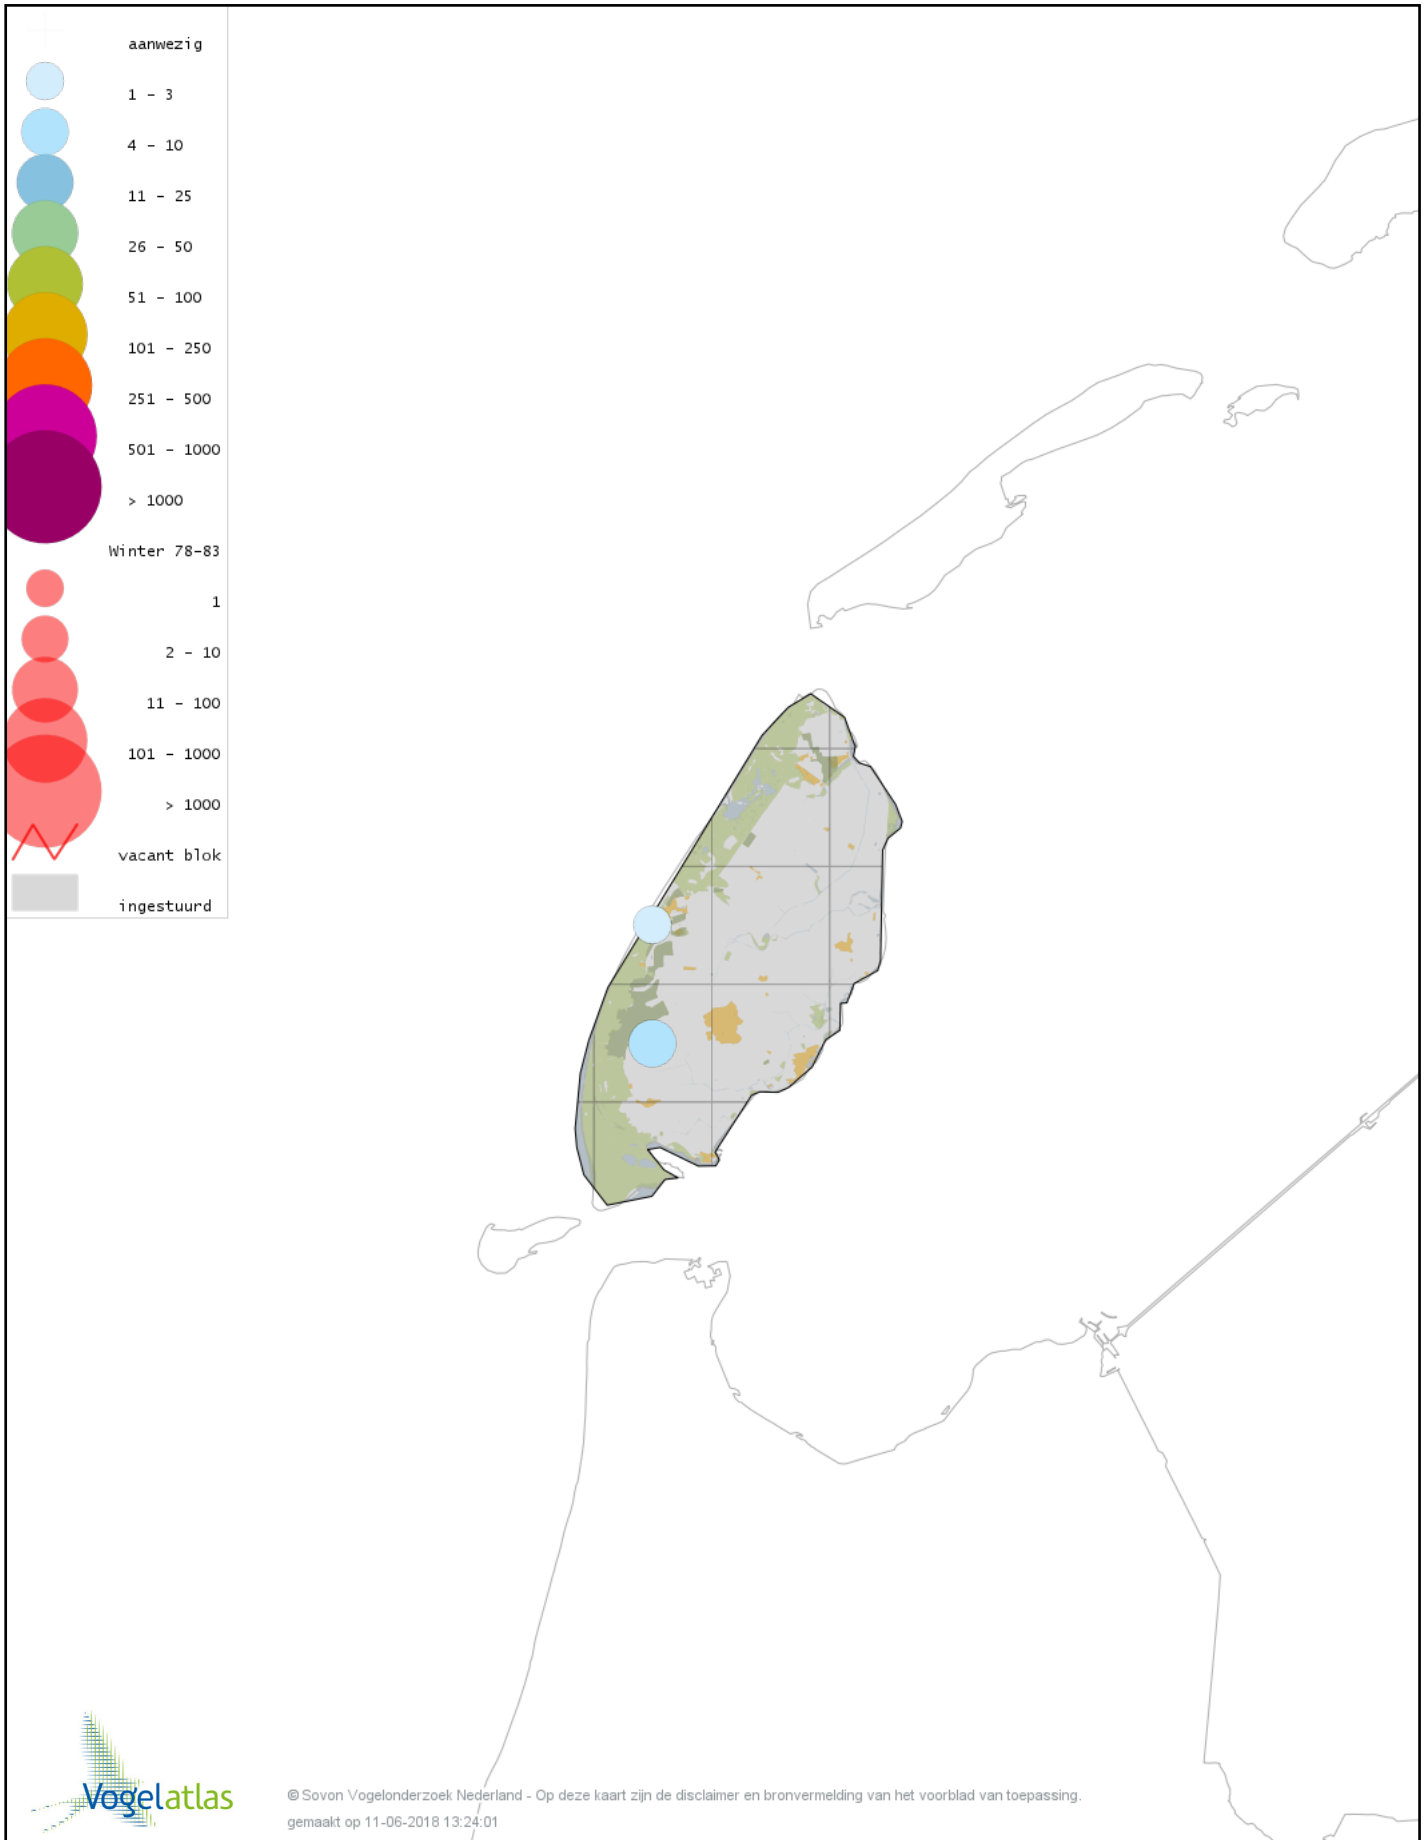 aanwezig
1 - 3
4 - 10
11 - 25
26 - 50
51 - 100
101 - 250
251 - 500
501 - 1000
> 1000
Winter 78-83
1
2 - 10
11 - 100
101 - 1000
> 1000
vacant blok
ingestuurd
Vogelatlas
© Sovon Vogelonderzoek Nederland - Op deze kaart zijn de disclaimer en bronvermelding van het voorblad van toepassing.
gemaakt op 11-06-2018 13:24:01